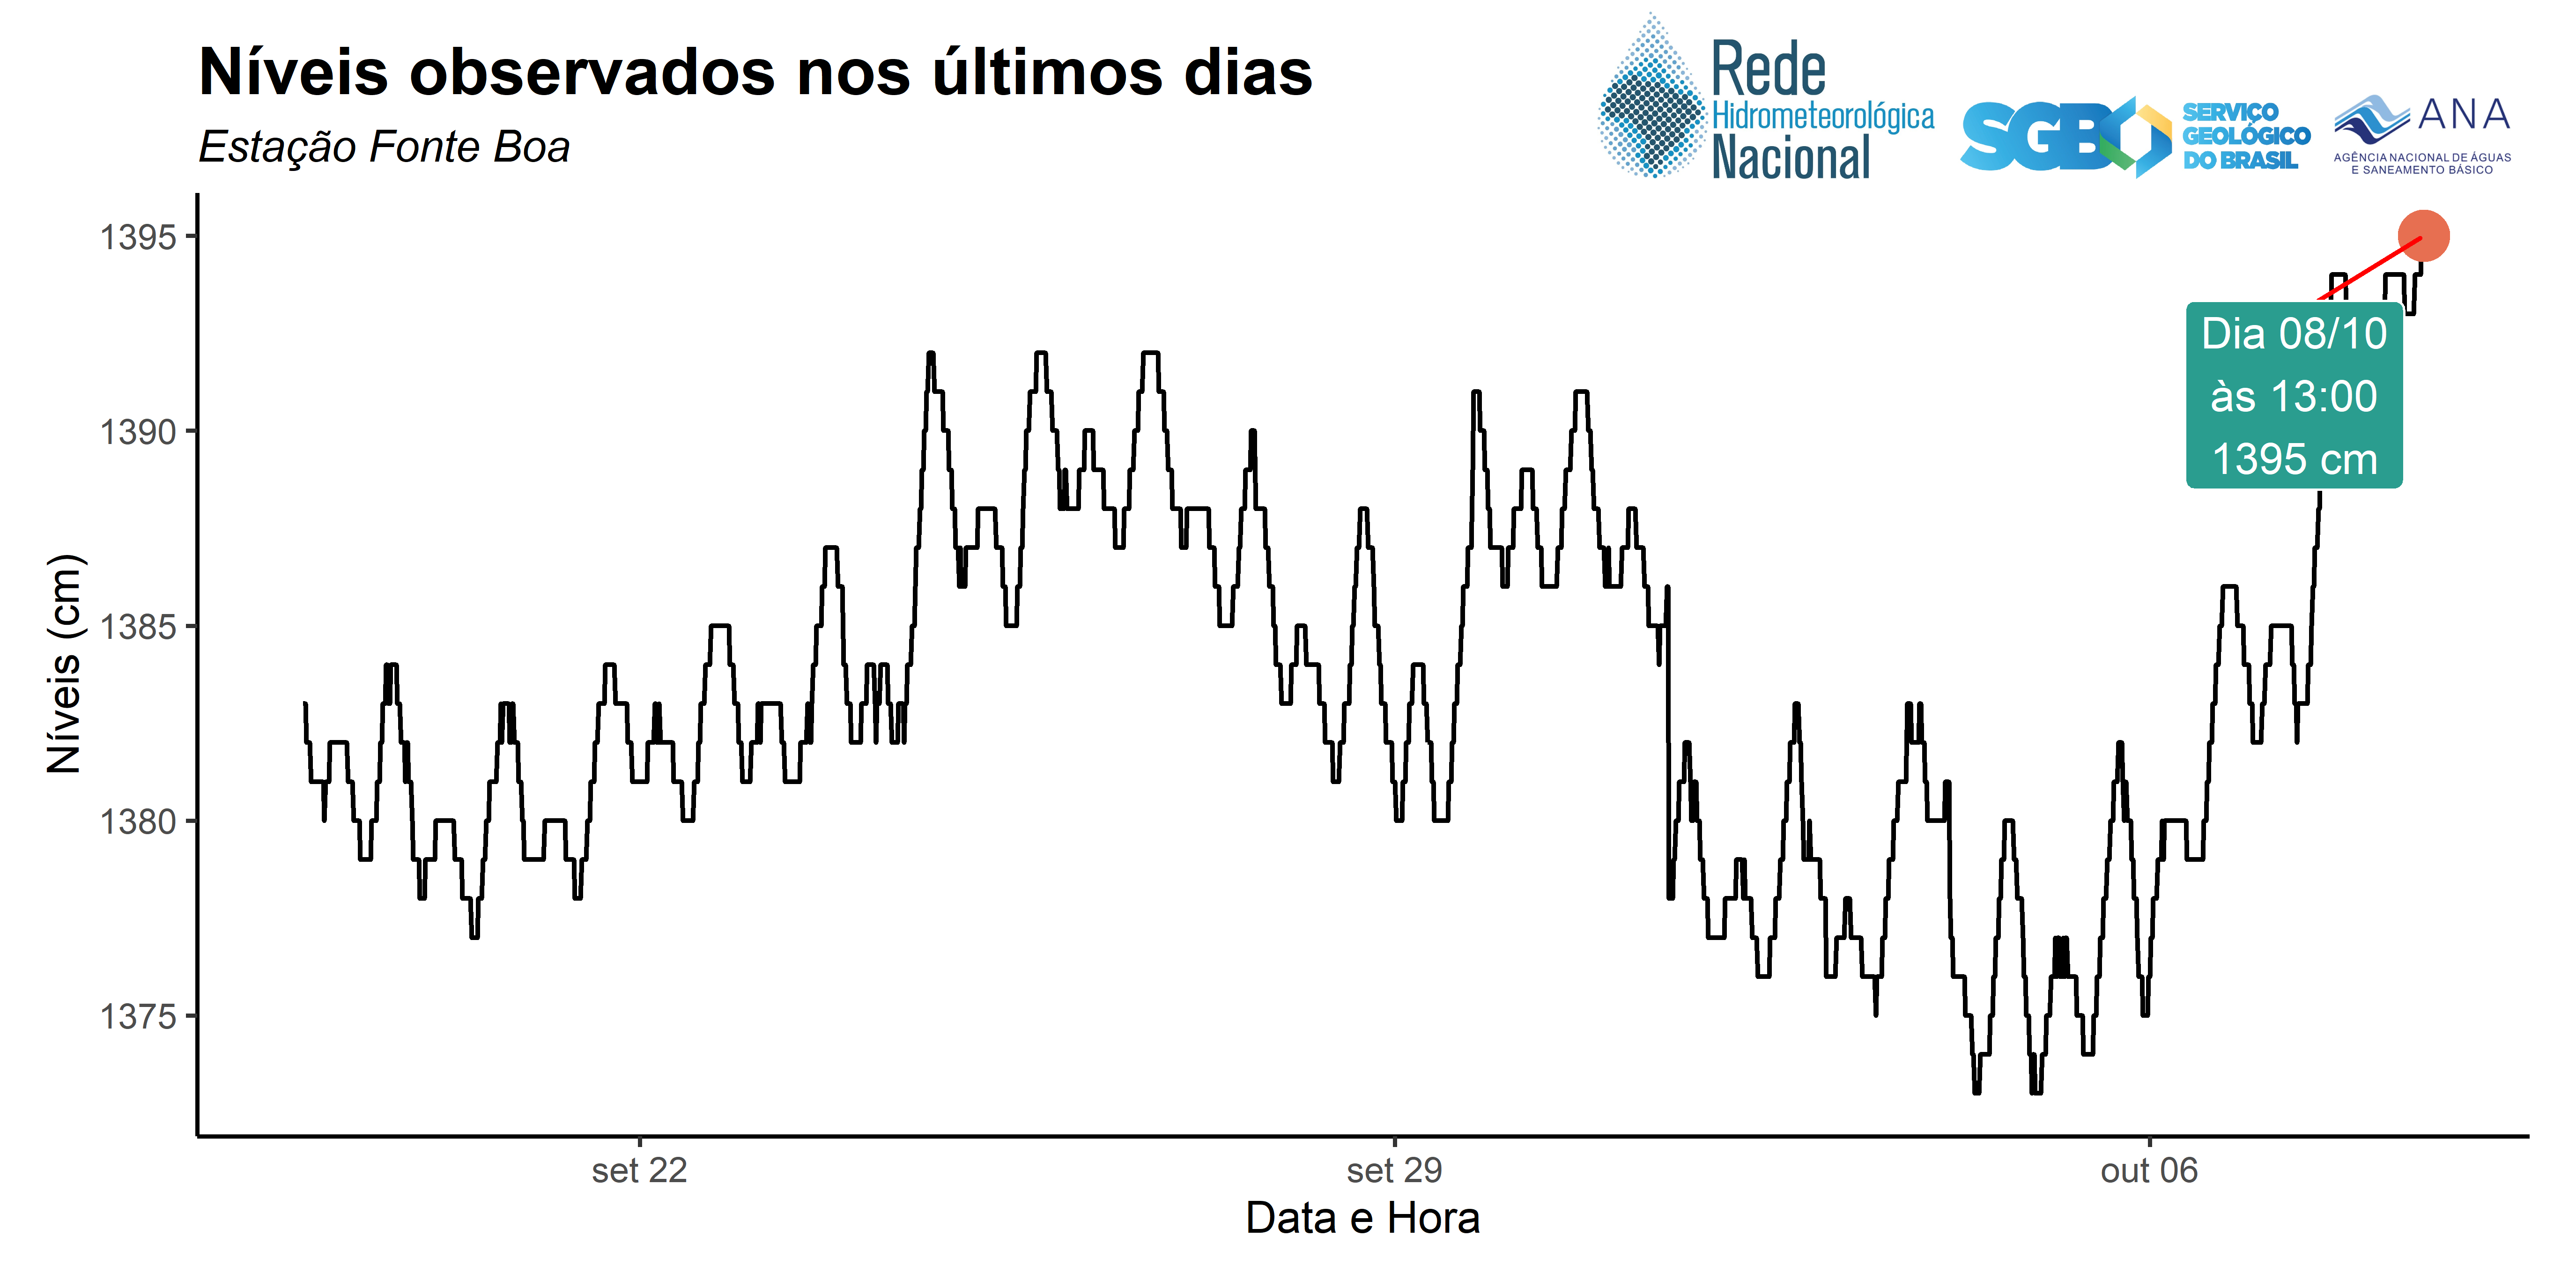 Níveis observados nos últimos dias
Estação Fonte Boa
Rede
Hidrometeorológica
Nacional
SGB
SERVIÇO
GEOLÓGICO
DO BRASIL
ANA
AGÊNCIA NACIONAL DE ÁGUAS
E SANEAMENTO BÁSICO
Níveis (cm)
1395
1390
1385
1380
1375
Dia 08/10
às 13:00
1395 cm
set 22
set 29
out 06
Data e Hora